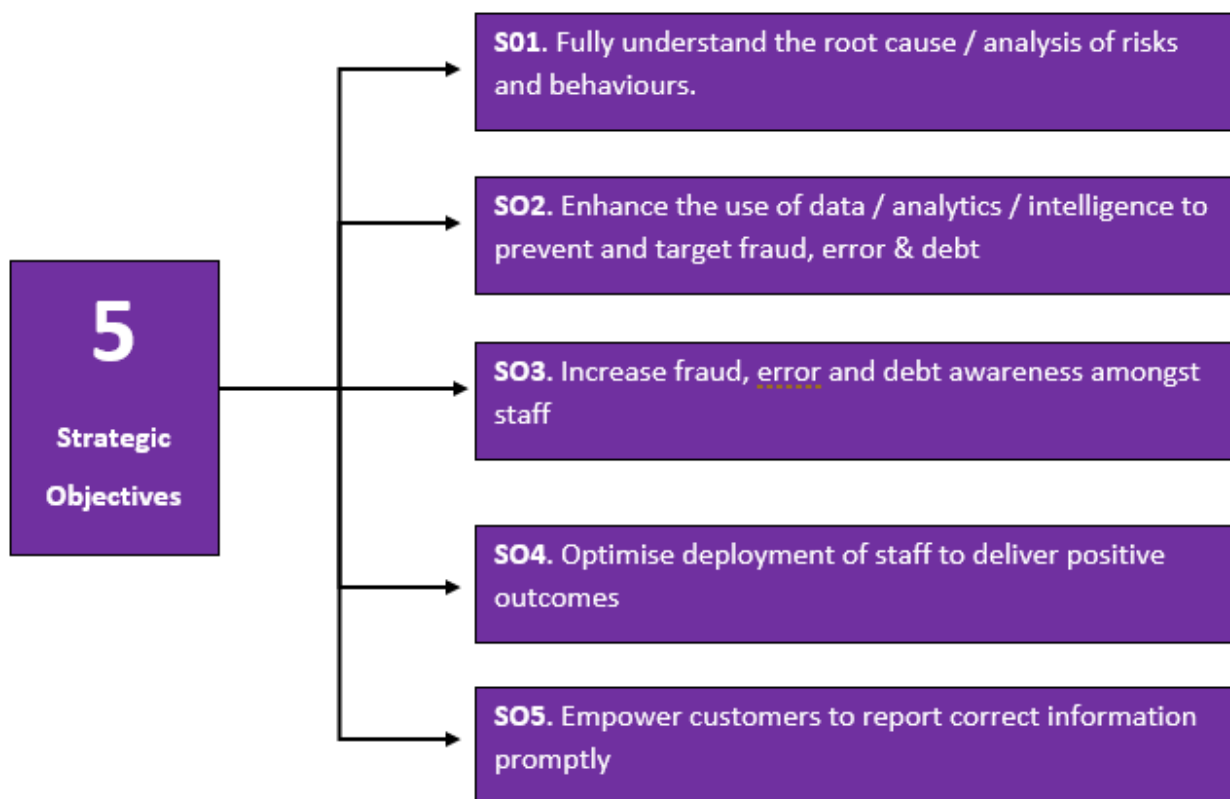 5
Strategic
Objectives
S01. Fully understand the root cause / analysis of risks
and behaviours.
SO2. Enhance the use of data / analytics / intelligence to
prevent and target fraud, error & debt
SO3. Increase fraud, error and debt awareness amongst
staff
SO4. Optimise deployment of staff to deliver positive
outcomes
SO5. Empower customers to report correct information
promptly